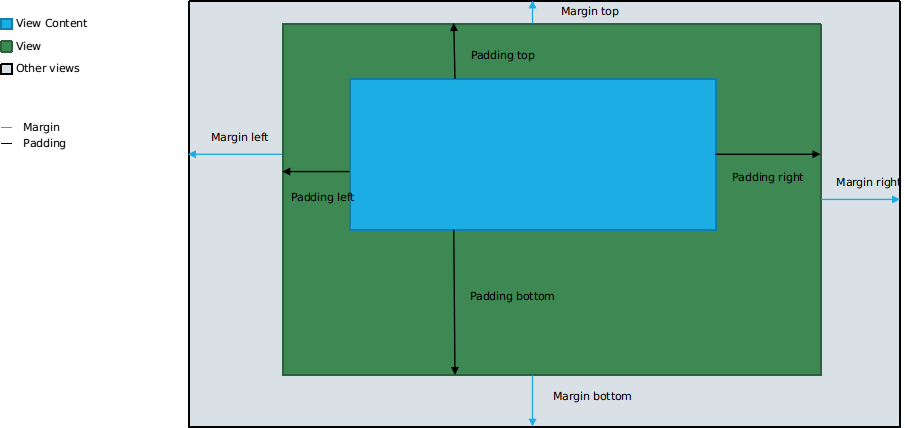 View Content
View
Other views
Margin
Padding
Margin top
Padding top
Margin left
Padding left
Padding right
Margin right
Padding bottom
Margin bottom